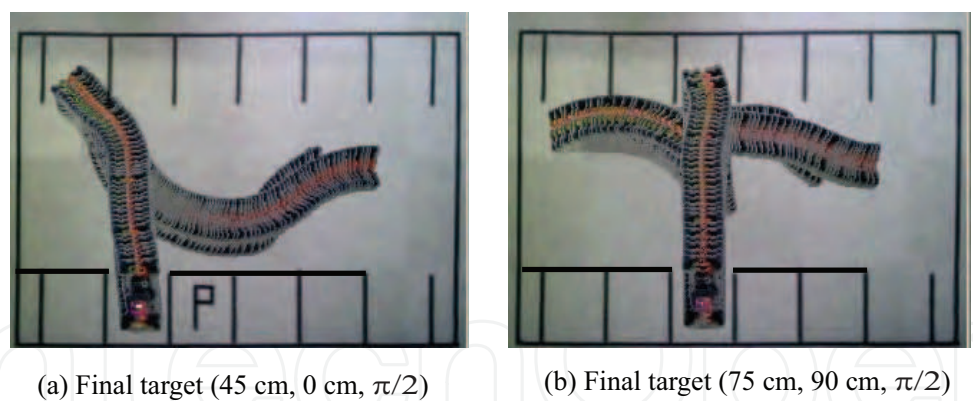 P
(a) Final target (45 cm, 0 cm, π/2)
(b) Final target (75 cm, 90 cm, π/2)